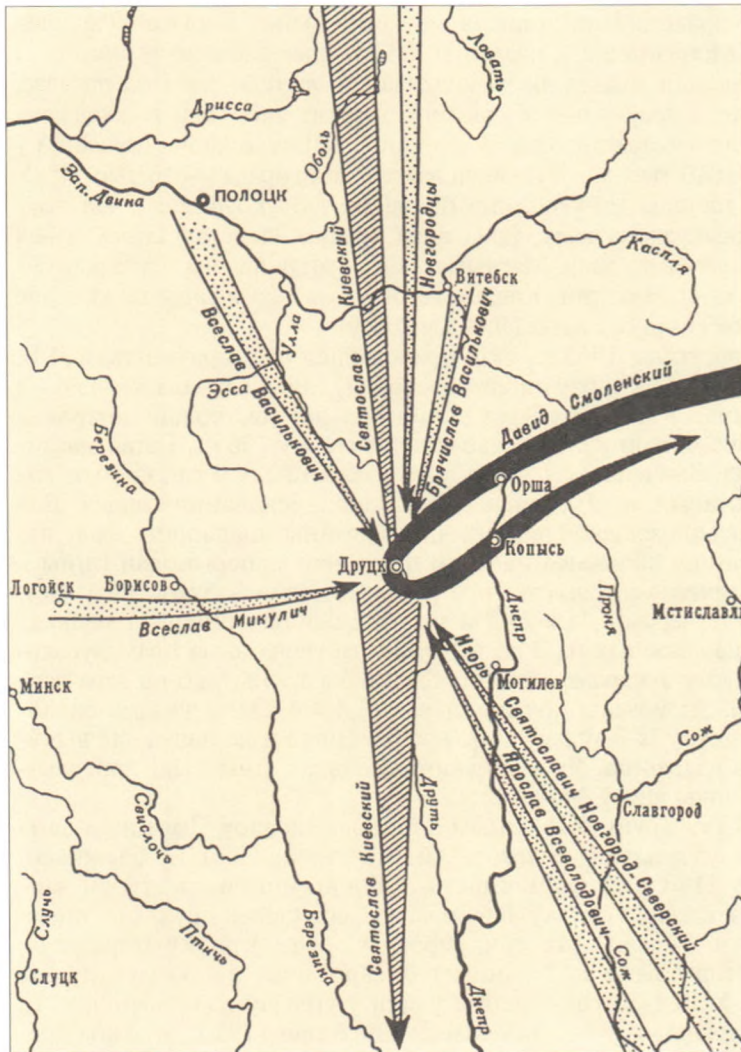 Ловать
Дрисса
Оболь
Зап. Двина
ПОЛОЦК
Киевский
Новгородцы
Каспля
Витебск
Всеслав Василькович
Улла
Эсса
Святослав
Брячислав Василькович
Давид Смоленский
Березина
Орша
Копысь
Друцк
Логойск
Борисов
Всеслав Микулич
Днепр
Проня
Мстиславль
Минск
Игорь Святославич Новгород-Северский
Могилев
Сож
Ярослав Всеволодович
Славгород
Свислочь
Друть
Святослав Киевский
Случь
Птичь
Березина
Слуцк
Днепр
Сож